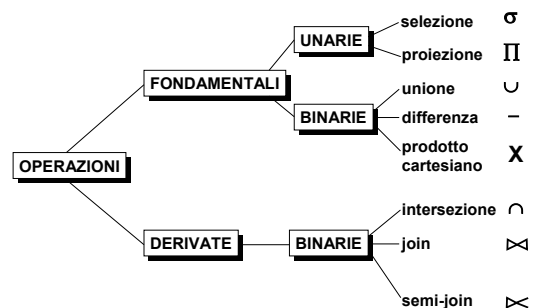 selezione σ
UNARIE
proiezione Π
FONDAMENTALI
unione ∪
BINARIE
differenza −
prodotto
cartesiano X
OPERAZIONI
intersezione ∩
DERIVATE
BINARIE
join ⋈
semi-join ⋉